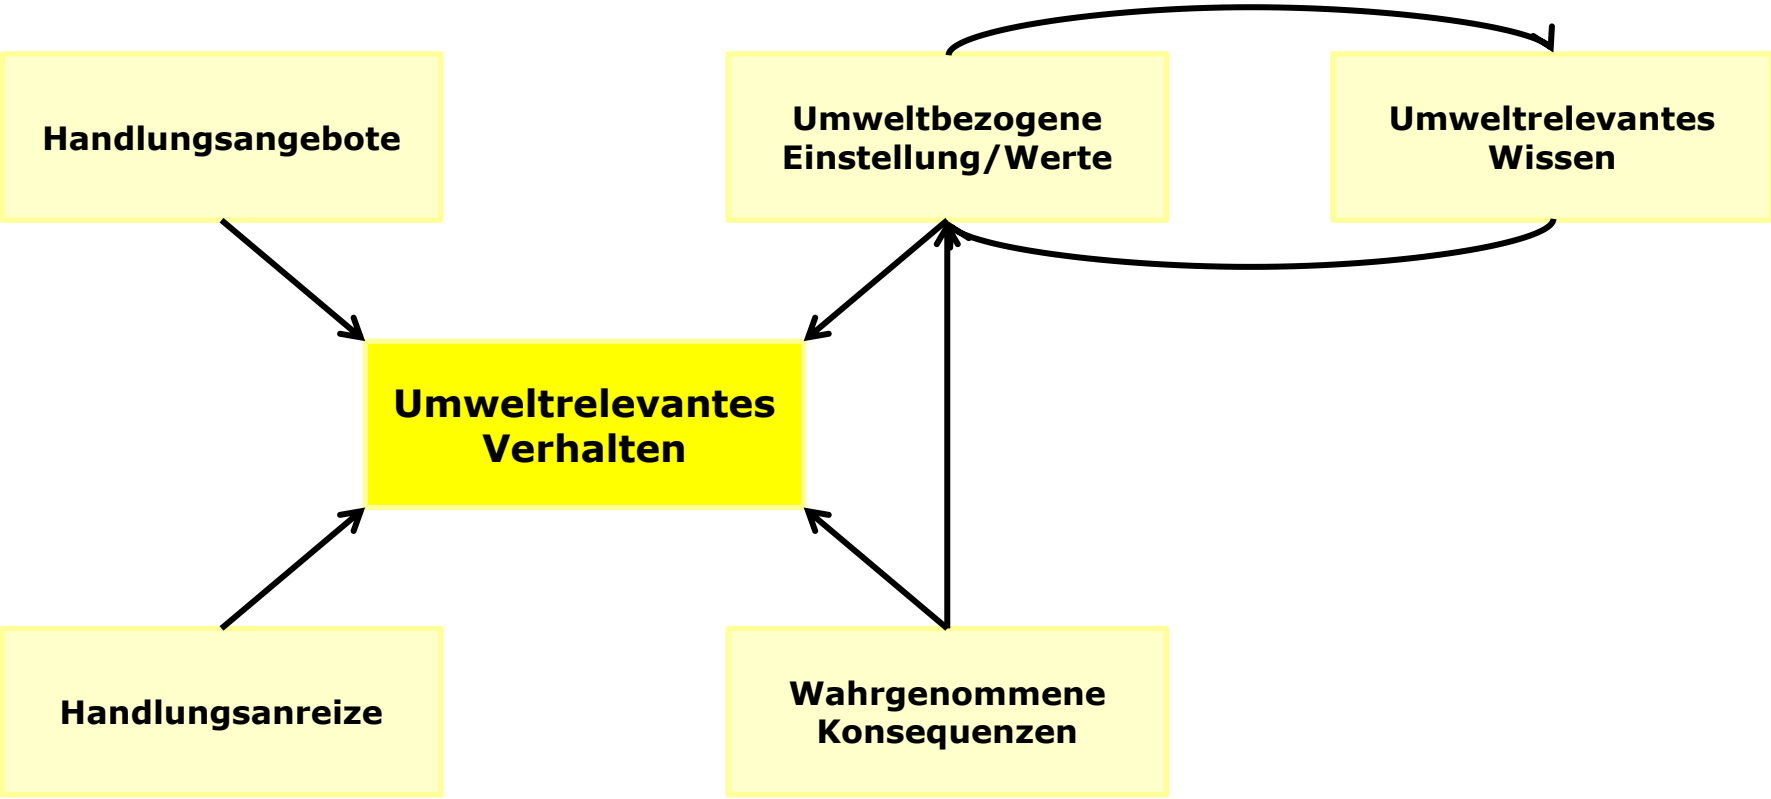 Handlungsangebote
Umweltbezogene
Einstellung/Werte
Umweltrelevantes
Wissen
Umweltrelevantes
Verhalten
Handlungsanreize
Wahrgenommene
Konsequenzen